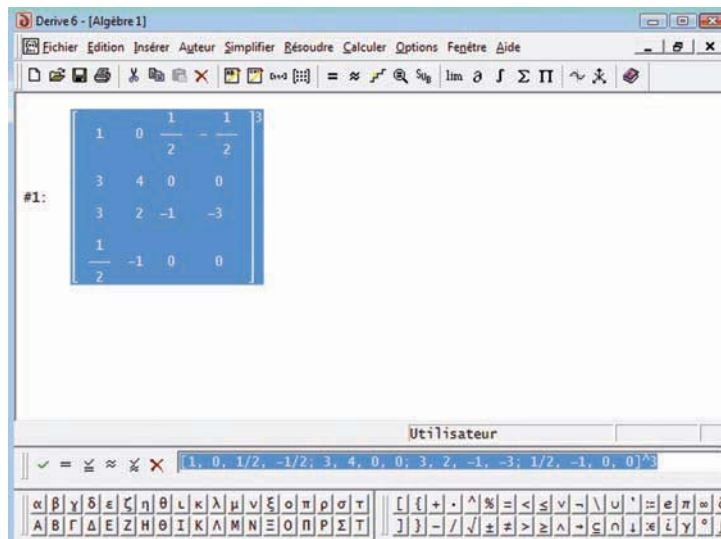 Derive 6 - [Algèbre 1]
Fichier Edition Insérer Auteur Simplifier Résoudre Calculer Options Fenêtre Aide
= ≈ Sub lim ∂ ∫ Σ Π
#1:
[1 0 1/2 - 1/2
3 4 0 0
3 2 -1 -3
1/2 -1 0 0]^3
Utilisateur
[1, 0, 1/2, -1/2; 3, 4, 0, 0; 3, 2, -1, -3; 1/2, -1, 0, 0]^3
α β γ δ ε ζ η θ ι κ λ μ ν ξ ο π ρ σ τ [ { + · ^ % = < ≤ ∨ ¬ \ ∪ ' := e π ∞
Α Β Γ Δ Ε Ζ Η Θ Ι Κ Λ Μ Ν Ξ Ο Π Ρ Σ Τ ] } - / √ ± ≠ > ≥ ∧ ⊆ ∩ ↓ i γ °